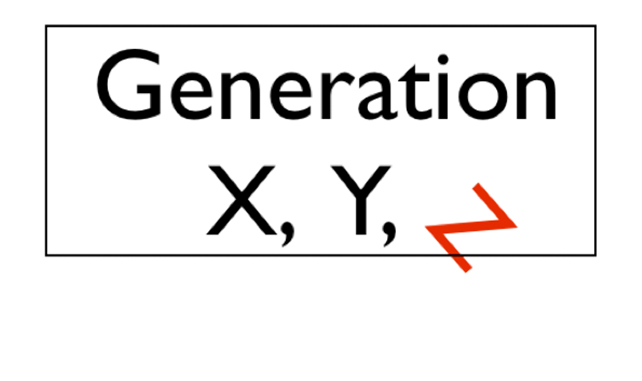 Generation
X, Y, Z